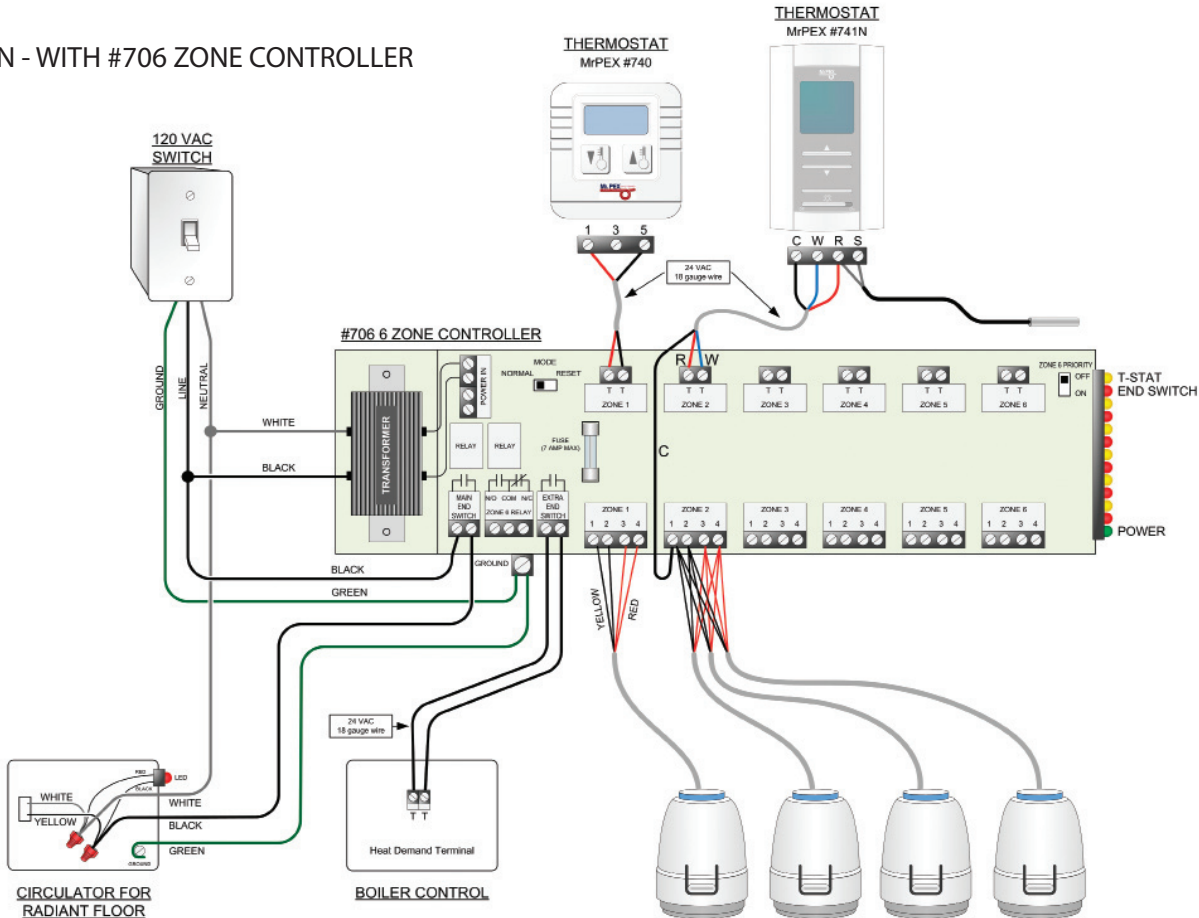 N - WITH #706 ZONE CONTROLLER
THERMOSTAT
MrPEX #740
THERMOSTAT
MrPEX #741N
120 VAC
SWITCH
MR. PEX
1 3 5
C W R S
24 VAC
18 gauge wire
#706 6 ZONE CONTROLLER
GROUND
LINE
NEUTRAL
WHITE
BLACK
TRANSFORMER
POWER IN
MODE
NORMAL
RESET
RELAY
RELAY
FUSE
(7 AMP MAX)
R W
C
T T
ZONE 1
T T
ZONE 2
T T
ZONE 3
T T
ZONE 4
T T
ZONE 5
T T
ZONE 6
ZONE 6 PRIORITY
OFF
ON
T-STAT
END SWITCH
POWER
MAIN
END
SWITCH
N/O COM N/C
ZONE 6 RELAY
EXTRA
END
SWITCH
ZONE 1
1 2 3 4
ZONE 2
1 2 3 4
ZONE 3
1 2 3 4
ZONE 4
1 2 3 4
ZONE 5
1 2 3 4
ZONE 6
1 2 3 4
GROUND
BLACK
GREEN
YELLOW
RED
24 VAC
18 gauge wire
RED
LED
BLACK
WHITE
YELLOW
WHITE
BLACK
GREEN
GROUND
T T
Heat Demand Terminal
CIRCULATOR FOR
RADIANT FLOOR
BOILER CONTROL